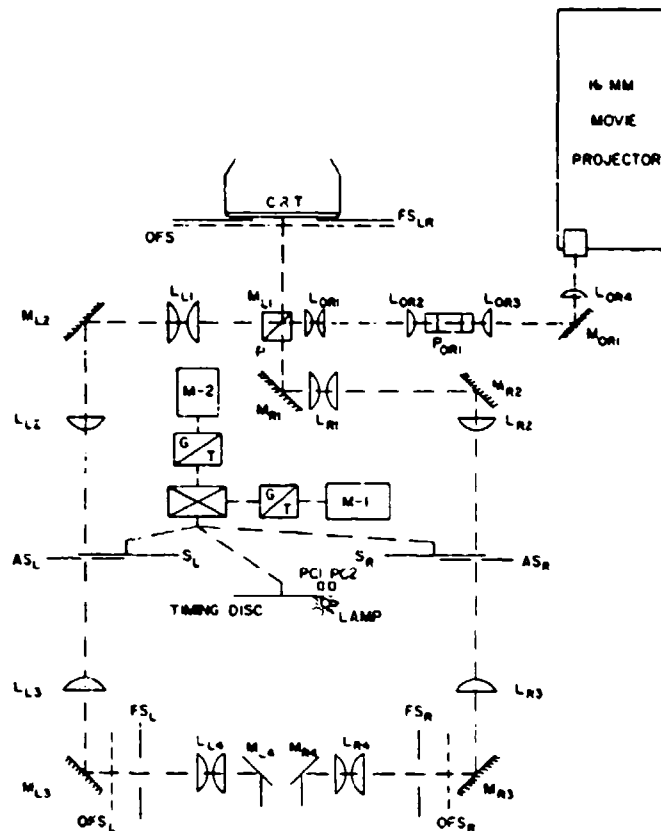 16 MM
MOVIE
PROJECTOR
CRT
OFS
FS_LR
M_L2
L_L1
M_L1
L_OR1
L_OR2
L_OR3
L_OR4
P
P_OR1
M_OR1
M-2
M_R1
L_R1
M_R2
L_L2
G
T
L_R2
G
T
M-1
AS_L
S_L
S_R
AS_R
PC1 PC2
TIMING DISC
LAMP
L_L3
L_R3
FS_L
FS_R
L_L4
M_L4
M_R4
L_R4
M_L3
M_R3
OFS_L
OFS_R